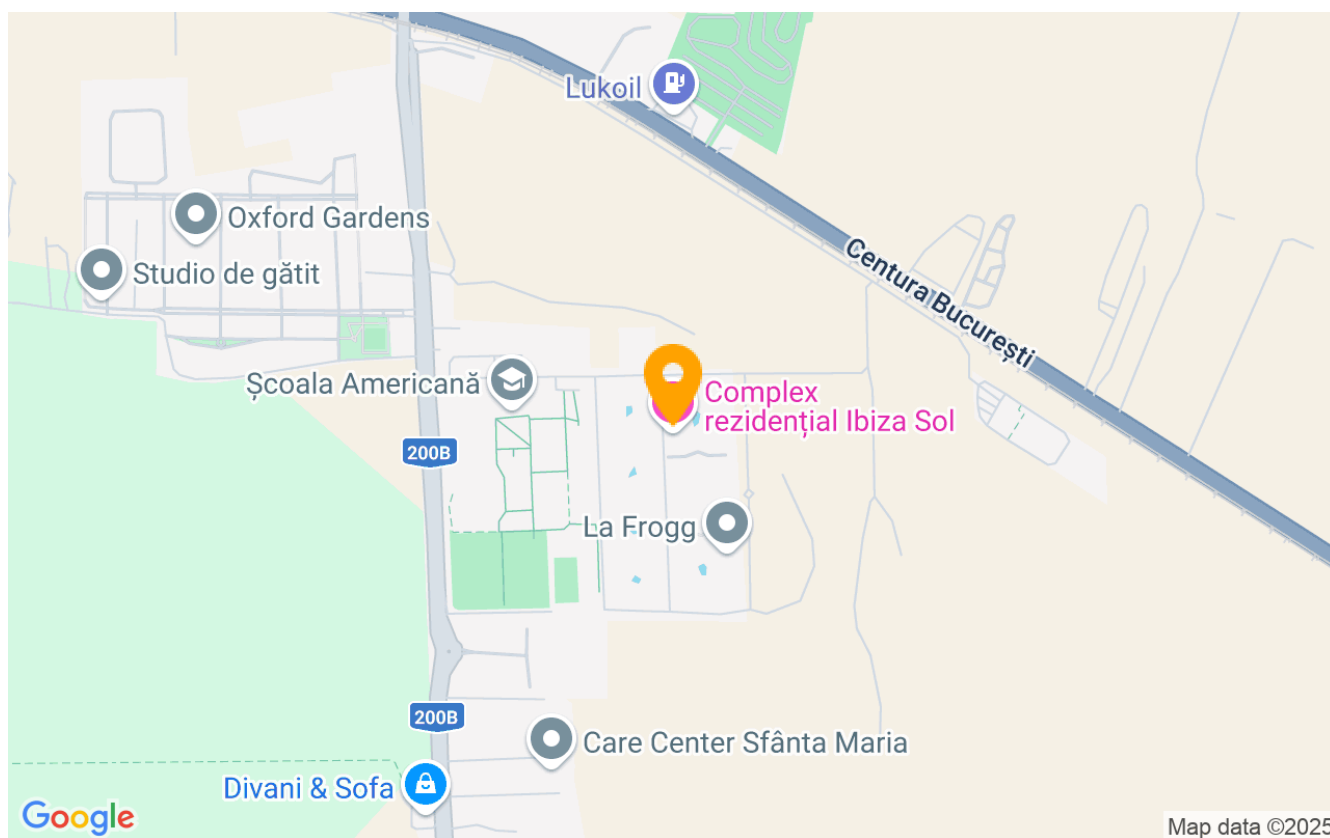 Lukoil
Oxford Gardens
Studio de gătit
Centura București
Școala Americană
Complex
rezidențial Ibiza Sol
200B
La Frogg
200B
Care Center Sfânta Maria
Divani & Sofa
Google
Map data ©2025